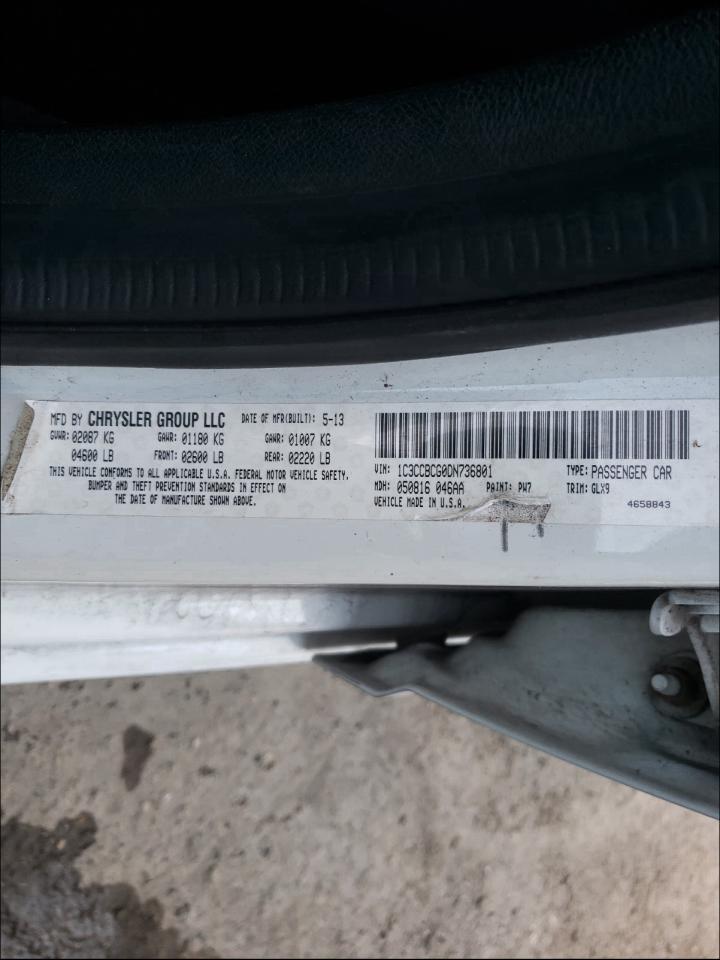 MFD BY CHRYSLER GROUP LLC DATE OF MFR(BUILT): 5-13
GVWR: 02087 KG GAWR: 01180 KG GAWR: 01007 KG
04600 LB FRONT: 02600 LB REAR: 02220 LB
THIS VEHICLE CONFORMS TO ALL APPLICABLE U.S.A. FEDERAL MOTOR VEHICLE SAFETY,
BUMPER AND THEFT PREVENTION STANDARDS IN EFFECT ON
THE DATE OF MANUFACTURE SHOWN ABOVE.
VIN: 1C3CCBCG0DN736801 TYPE: PASSENGER CAR
MDH: 050816 046AA PAINT: PW7 TRIM: GLX9
VEHICLE MADE IN U.S.A. 4658843